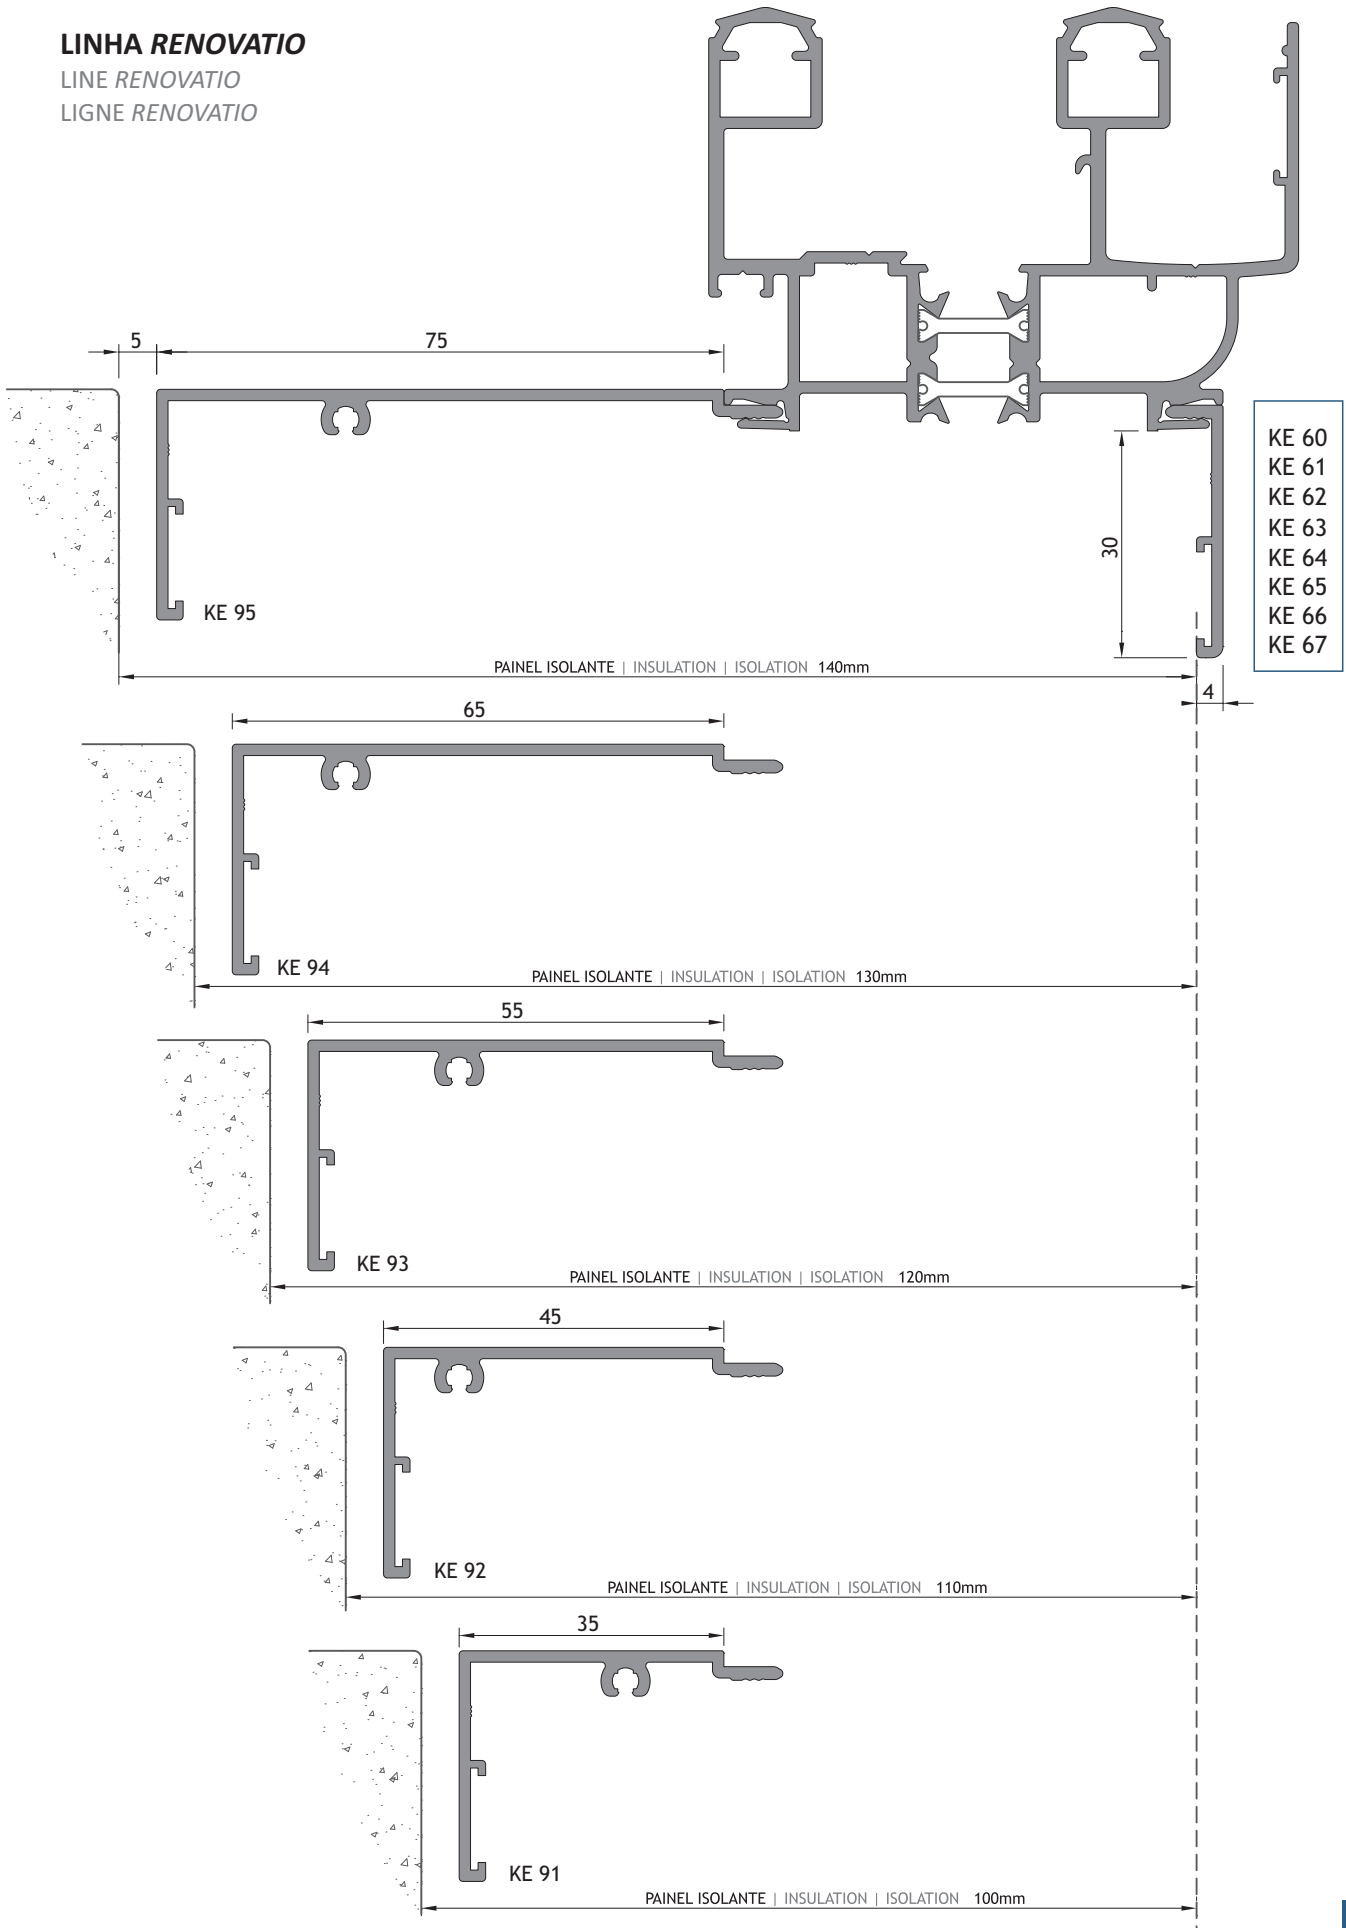 LINHA RENOVATIO
LINE RENOVATIO
LIGNE RENOVATIO
5
75
KE 60
KE 61
KE 62
KE 63
KE 64
KE 65
KE 66
KE 67
30
KE 95
PAINEL ISOLANTE | INSULATION | ISOLATION 140mm
4
65
KE 94
PAINEL ISOLANTE | INSULATION | ISOLATION 130mm
55
KE 93
PAINEL ISOLANTE | INSULATION | ISOLATION 120mm
45
KE 92
PAINEL ISOLANTE | INSULATION | ISOLATION 110mm
35
KE 91
PAINEL ISOLANTE | INSULATION | ISOLATION 100mm